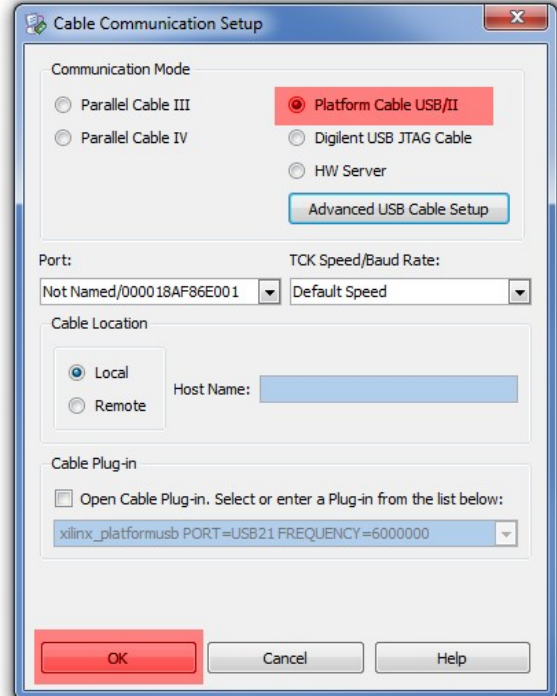 Cable Communication Setup
Communication Mode
Parallel Cable III
Platform Cable USB/II
Parallel Cable IV
Digilent USB JTAG Cable
HW Server
Advanced USB Cable Setup
Port:
TCK Speed/Baud Rate:
Not Named/000018AF86E001
Default Speed
Cable Location
Local
Host Name:
Remote
Cable Plug-in
Open Cable Plug-in. Select or enter a Plug-in from the list below:
xilinx_platformusb PORT=USB21 FREQUENCY=6000000
OK
Cancel
Help